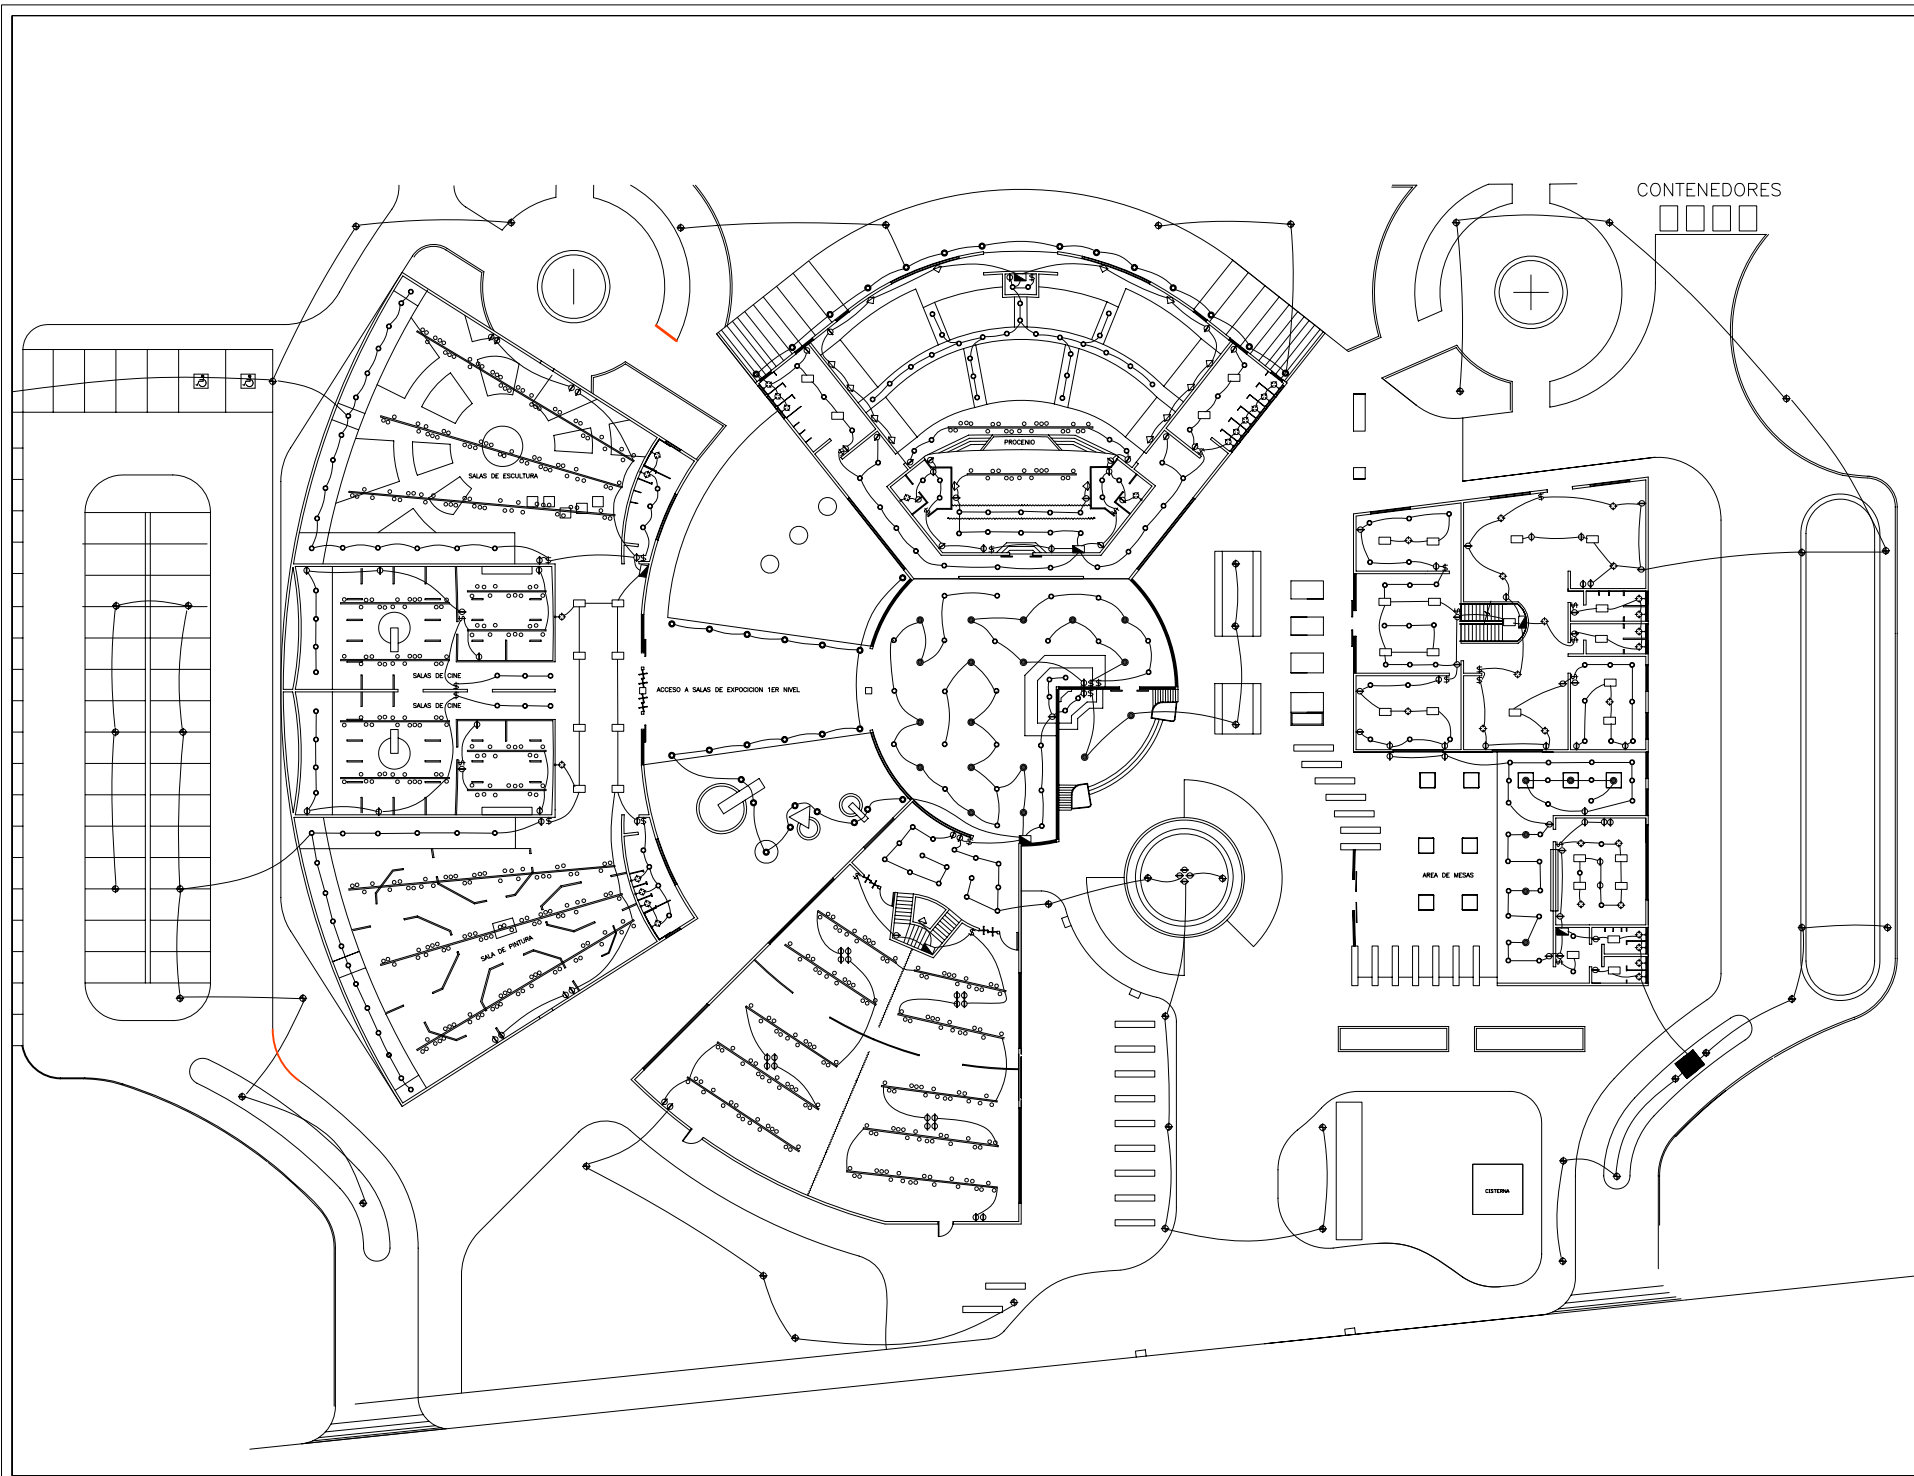 CONTENEDORES
PROCENIO
SALAS DE ESCULTURA
SALAS DE CINE
ACCESO A SALAS DE EXPOCICION 1ER NIVEL
SALAS DE CINE
AREA DE MESAS
SALA DE PINTURA
CISTERNA